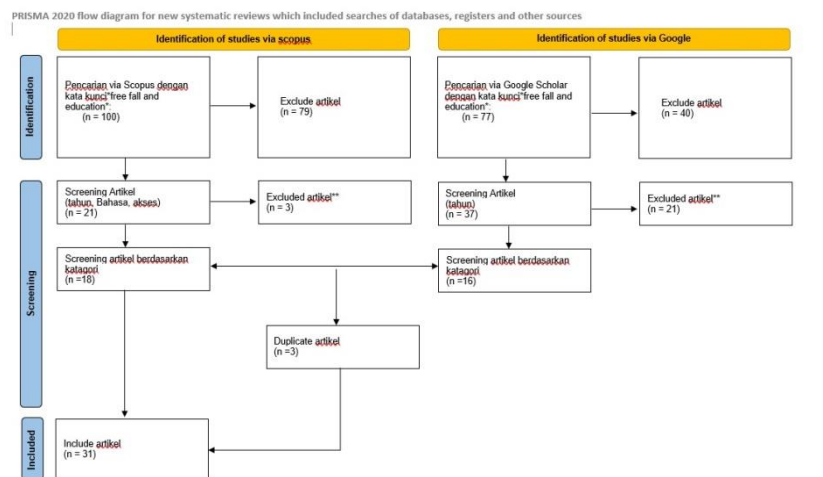 PRISMA 2020 flow diagram for new systematic reviews which included searches of databases, registers and other sources
Identification of studies via scopus
Identification of studies via Google
Identification
Pencarian via Scopus dengan
kata kunci"free fall and
education":
(n = 100)
Exclude artikel
(n = 79)
Pencarian via Google Scholar
dengan kata kunci"free fall and
education":
(n = 77)
Exclude artikel
(n = 40)
Screening
Screening Artikel
(tahun, Bahasa, akses)
(n = 21)
Excluded artikel**
(n = 3)
Screening Artikel
(tahun)
(n = 37)
Excluded artikel**
(n = 21)
Screening artikel berdasarkan
katagori
(n =18)
Screening artikel berdasarkan
katagori
(n =16)
Duplicate artikel
(n =3)
Included
Include artikel
(n = 31)